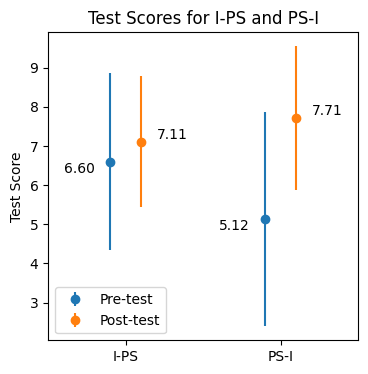 Test Scores for I-PS and PS-I
Test Score
9
8
7
6
5
4
3
6.60
7.11
5.12
7.71
Pre-test
Post-test
I-PS
PS-I